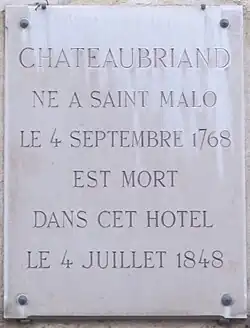 CHATEAUBRIAND
NE A SAINT MALO
LE 4 SEPTEMBRE 1768
EST MORT
DANS CET HOTEL
LE 4 JUILLET 1848